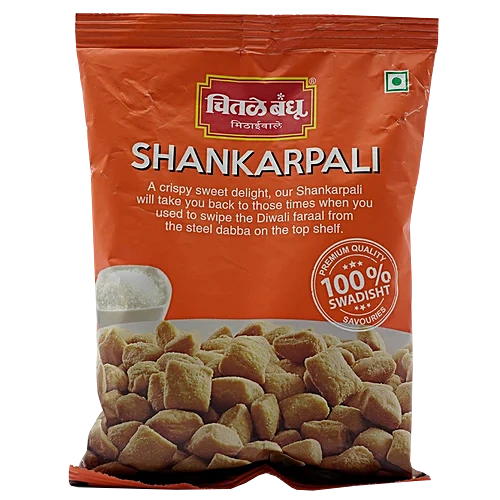 चितळे बंधू ®
मिठाईवाले
SHANKARPALI
A crispy sweet delight, our Shankarpali
will take you back to those times when you
used to swipe the Diwali faraal from
the steel dabba on the top shelf.
PREMIUM QUALITY
100%
SWADISHT
SAVOURIES